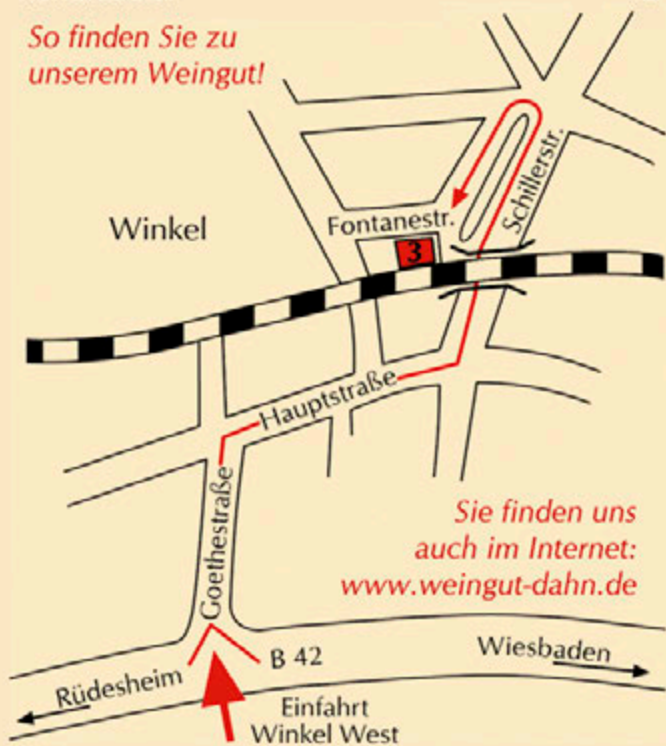 So finden Sie zu
unserem Weingut!
Schillerstr.
Winkel
Fontanestr.
3
Hauptstraße
Goethestraße
Sie finden uns
auch im Internet:
www.weingut-dahn.de
B 42
Wiesbaden
Rüdesheim
Einfahrt
Winkel West